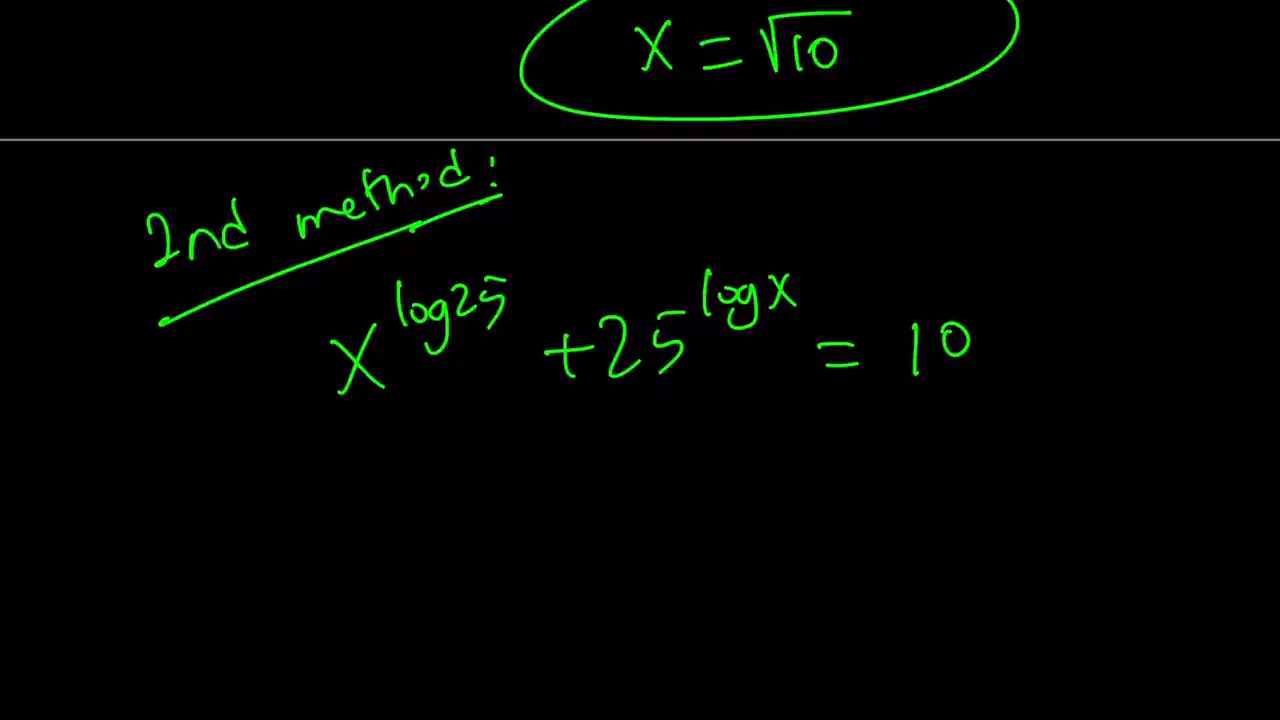 x = √10
2nd method:
x^log25 + 25^logx = 10